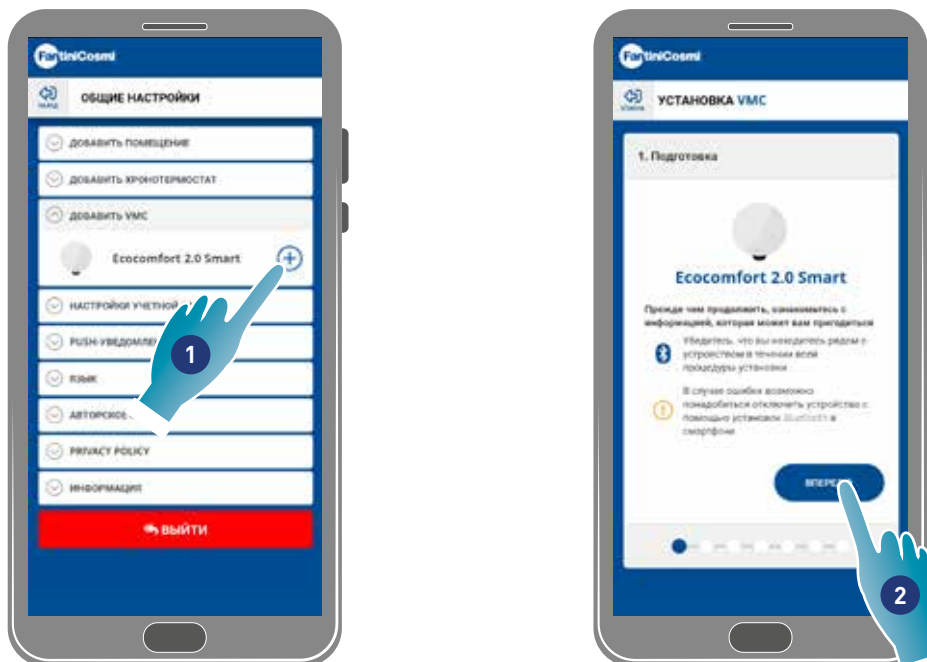 FantiniCosmi
НАЗАД
ОБЩИЕ НАСТРОЙКИ
ДОБАВИТЬ ПОМЕЩЕНИЕ
ДОБАВИТЬ ХРОНОТЕРМОСТАТ
ДОБАВИТЬ VMC
Ecocomfort 2.0 Smart
НАСТРОЙКИ УЧЕТНОЙ
PUSH-УВЕДОМЛЕ
1
ЯЗЫК
АВТОРСКОЕ
PRIVACY POLICY
ИНФОРМАЦИЯ
ВЫЙТИ
FantiniCosmi
УСТАНОВКА VMC
1. Подготовка
Ecocomfort 2.0 Smart
Прежде чем продолжить, ознакомьтесь с
информацией, которая может вам пригодиться
Убедитесь, что вы находитесь рядом с
устройством в течении всей
процедуры установки
В случае ошибки возможно
понадобиться отключить устройство с
помощью установок Bluetooth в
смартфоне
ВПЕРЕД
2